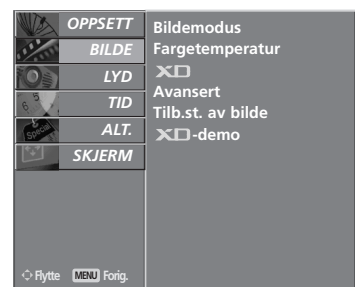 OPPSETT
BILDE
LYD
TID
ALT.
SKJERM
Flytte MENU Forig.
Bildemodus
Fargetemperatur
XD
Avansert
Tilb.st. av bilde
XD-demo